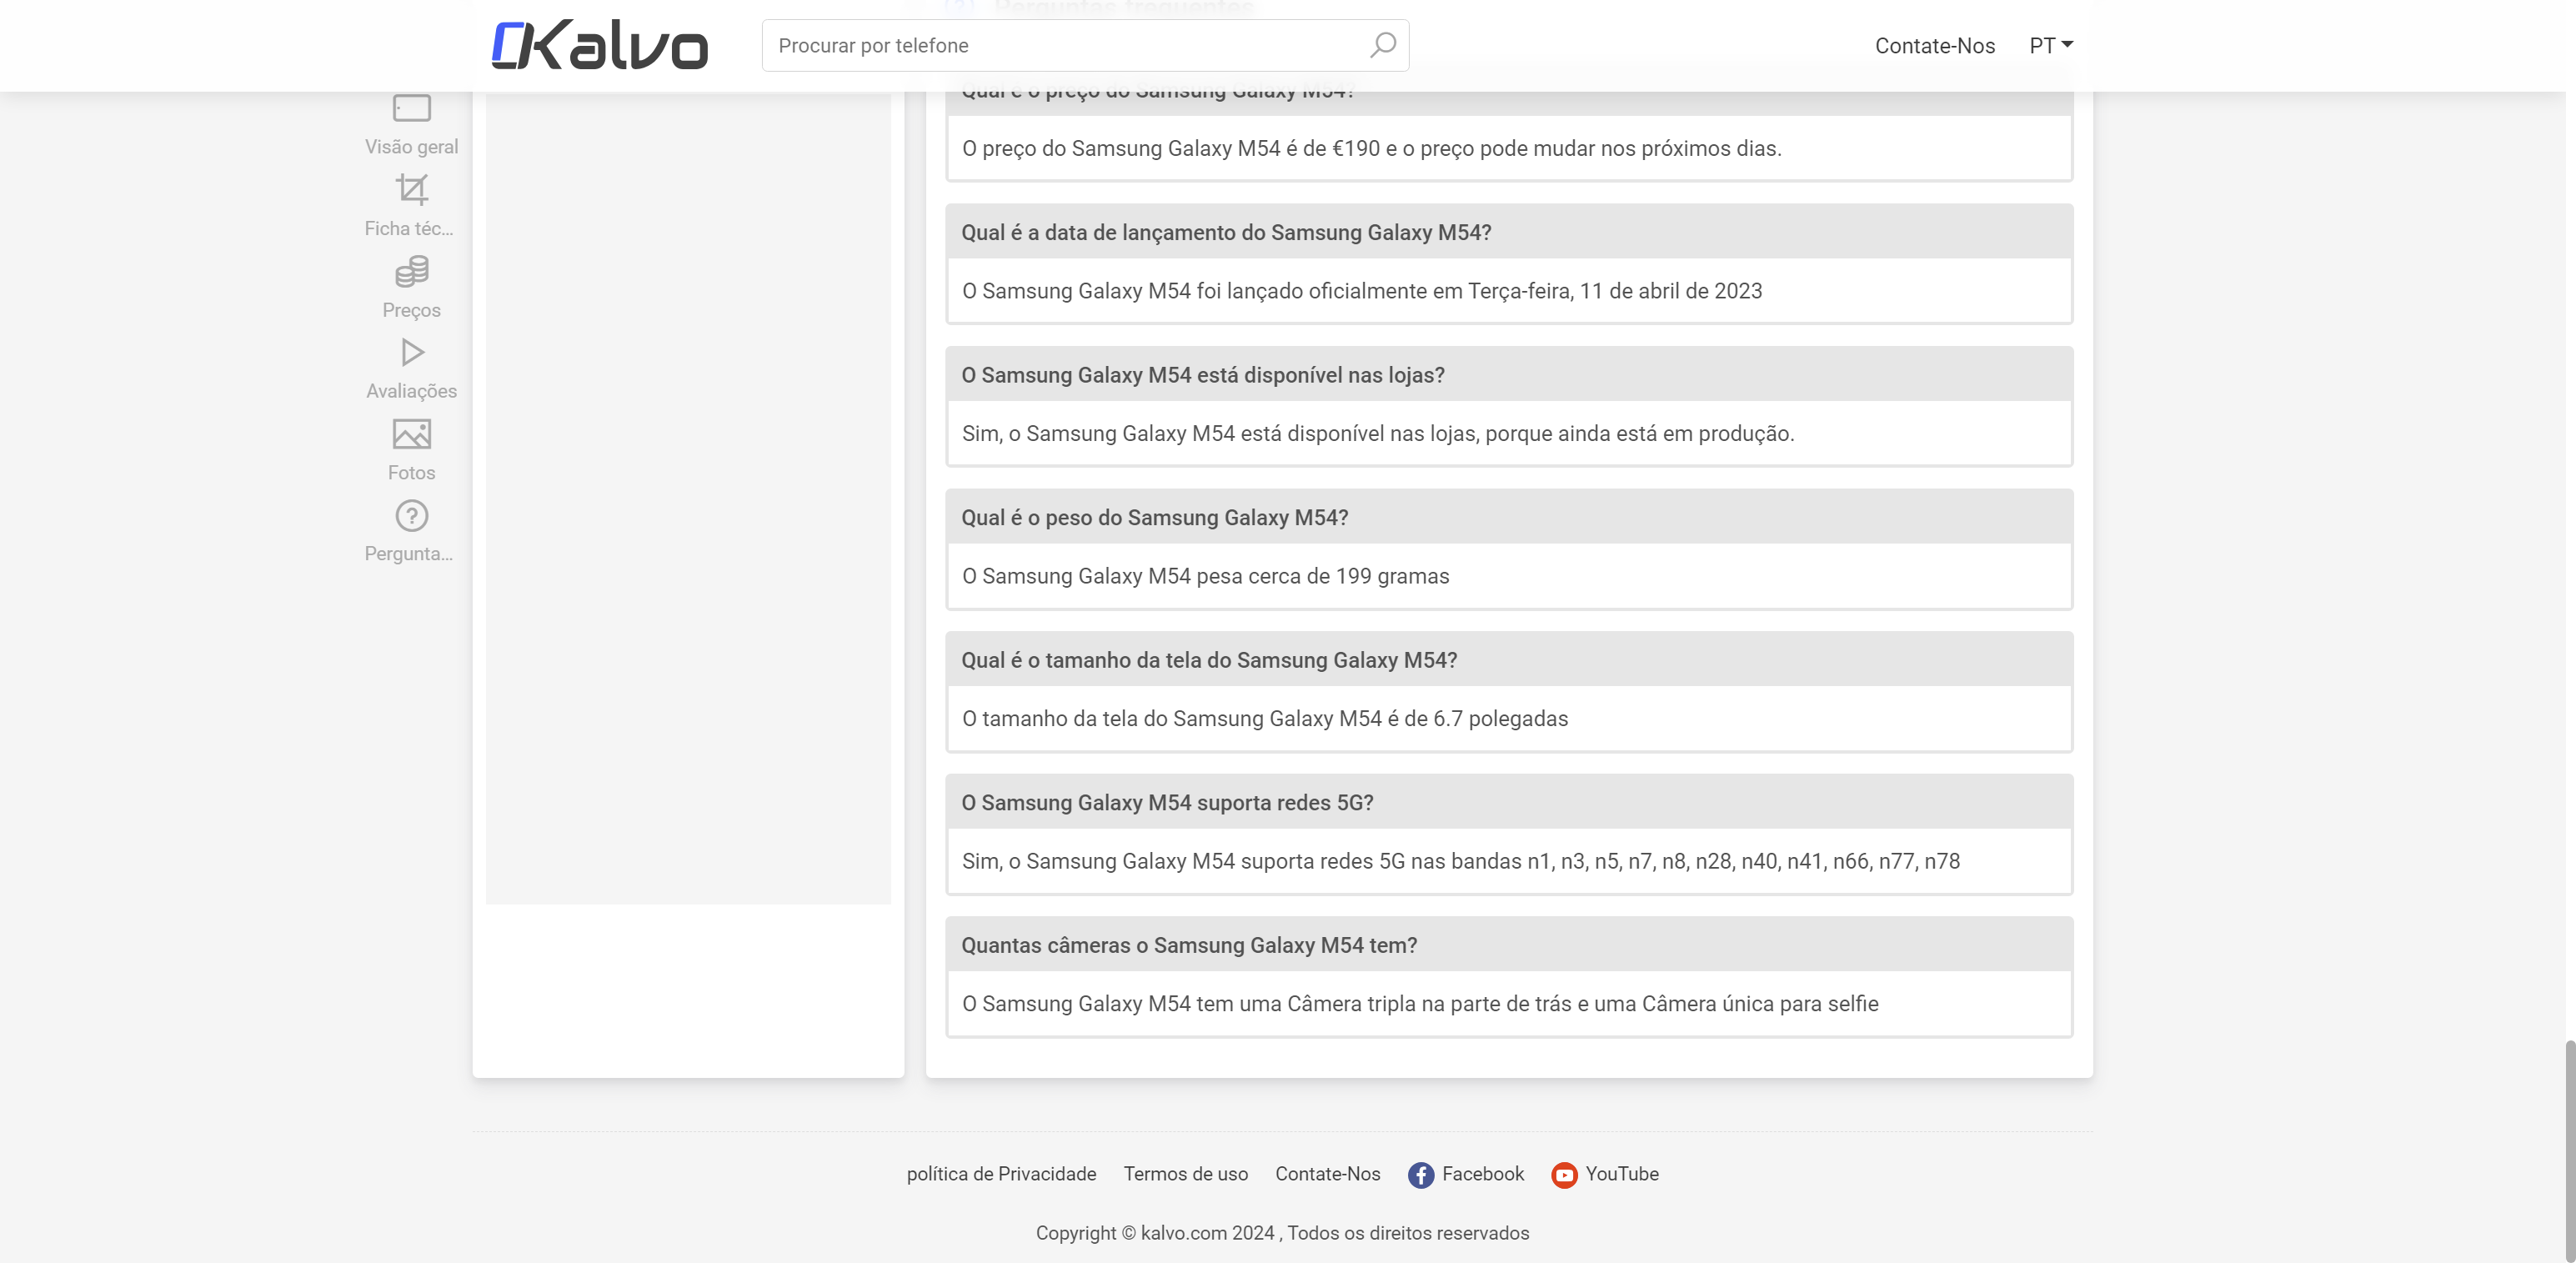 Perguntas frequentes
Kalvo
Procurar por telefone
Contate-Nos
PT
Visão geral
Ficha téc...
Preços
Avaliações
Fotos
Pergunta...
Qual é o preço do Samsung Galaxy M54?
O preço do Samsung Galaxy M54 é de €190 e o preço pode mudar nos próximos dias.
Qual é a data de lançamento do Samsung Galaxy M54?
O Samsung Galaxy M54 foi lançado oficialmente em Terça-feira, 11 de abril de 2023
O Samsung Galaxy M54 está disponível nas lojas?
Sim, o Samsung Galaxy M54 está disponível nas lojas, porque ainda está em produção.
Qual é o peso do Samsung Galaxy M54?
O Samsung Galaxy M54 pesa cerca de 199 gramas
Qual é o tamanho da tela do Samsung Galaxy M54?
O tamanho da tela do Samsung Galaxy M54 é de 6.7 polegadas
O Samsung Galaxy M54 suporta redes 5G?
Sim, o Samsung Galaxy M54 suporta redes 5G nas bandas n1, n3, n5, n7, n8, n28, n40, n41, n66, n77, n78
Quantas câmeras o Samsung Galaxy M54 tem?
O Samsung Galaxy M54 tem uma Câmera tripla na parte de trás e uma Câmera única para selfie
política de Privacidade Termos de uso Contate-Nos Facebook YouTube
Copyright © kalvo.com 2024 , Todos os direitos reservados